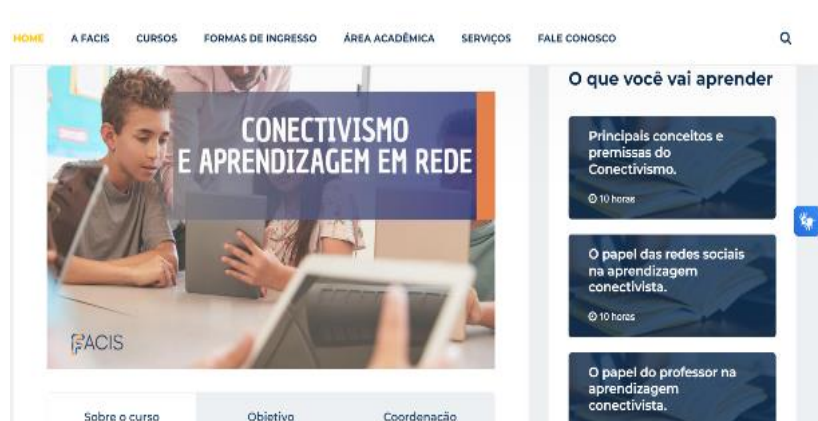 HOME A FACIS CURSOS FORMAS DE INGRESSO ÁREA ACADÊMICA SERVIÇOS FALE CONOSCO
CONECTIVISMO
E APRENDIZAGEM EM REDE
FACIS
Sobre o curso Objetivo Coordenação
O que você vai aprender
Principais conceitos e
premissas do
Conectivismo.
10 horas
O papel das redes sociais
na aprendizagem
conectivista.
10 horas
O papel do professor na
aprendizagem
conectivista.